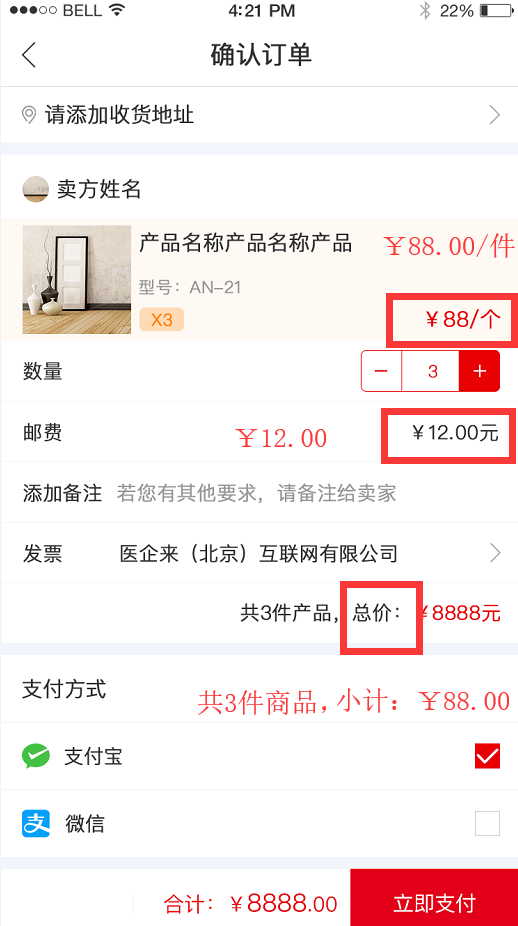 BELL 4:21 PM 22%
确认订单
请添加收货地址
卖方姓名
产品名称产品名称产品 ￥88.00/件
型号：AN-21
X3 ￥88/个
数量 － 3 ＋
邮费 ￥12.00 ￥12.00元
添加备注 若您有其他要求，请备注给卖家
发票 医企来（北京）互联网有限公司
共3件产品，总价：￥8888元
支付方式 共3件商品，小计：￥88.00
支付宝
支 微信
合计：￥8888.00 立即支付